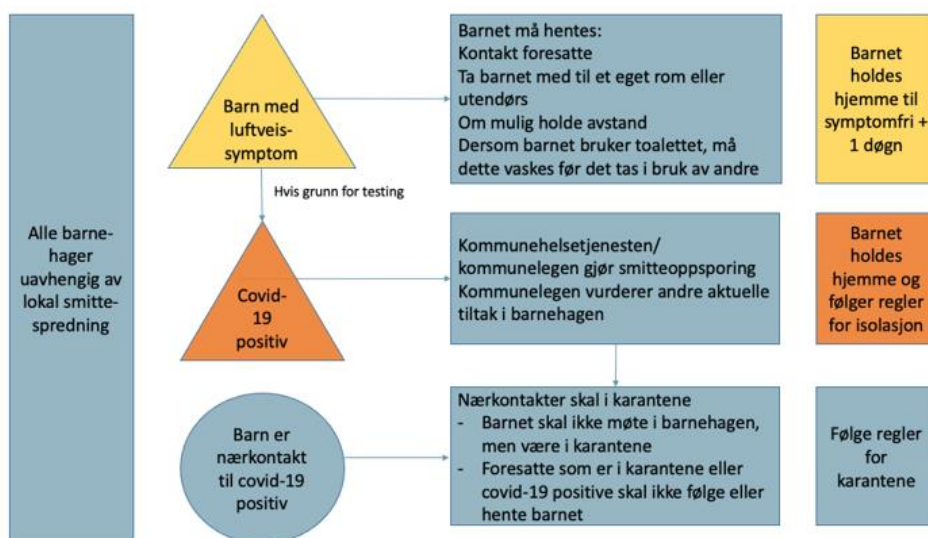 Alle barne-
hager
uavhengig av
lokal smitte-
spredning
Barn med
luftveis-
symptom
Barnet må hentes:
Kontakt foresatte
Ta barnet med til et eget rom eller
utendørs
Om mulig holde avstand
Dersom barnet bruker toalettet, må
dette vaskes før det tas i bruk av andre
Barnet
holdes
hjemme til
symptomfri +
1 døgn
Hvis grunn for testing
Covid-
19
positiv
Kommunehelsetjenesten/
kommunelegen gjør smitteoppsporing
Kommunelegen vurderer andre aktuelle
tiltak i barnehagen
Barnet
holdes
hjemme og
følger regler
for isolasjon
Barn er
nærkontakt
til covid-19
positiv
Nærkontakter skal i karantene
- Barnet skal ikke møte i barnehagen,
men være i karantene
- Foresatte som er i karantene eller
covid-19 positive skal ikke følge eller
hente barnet
Følge regler
for
karantene